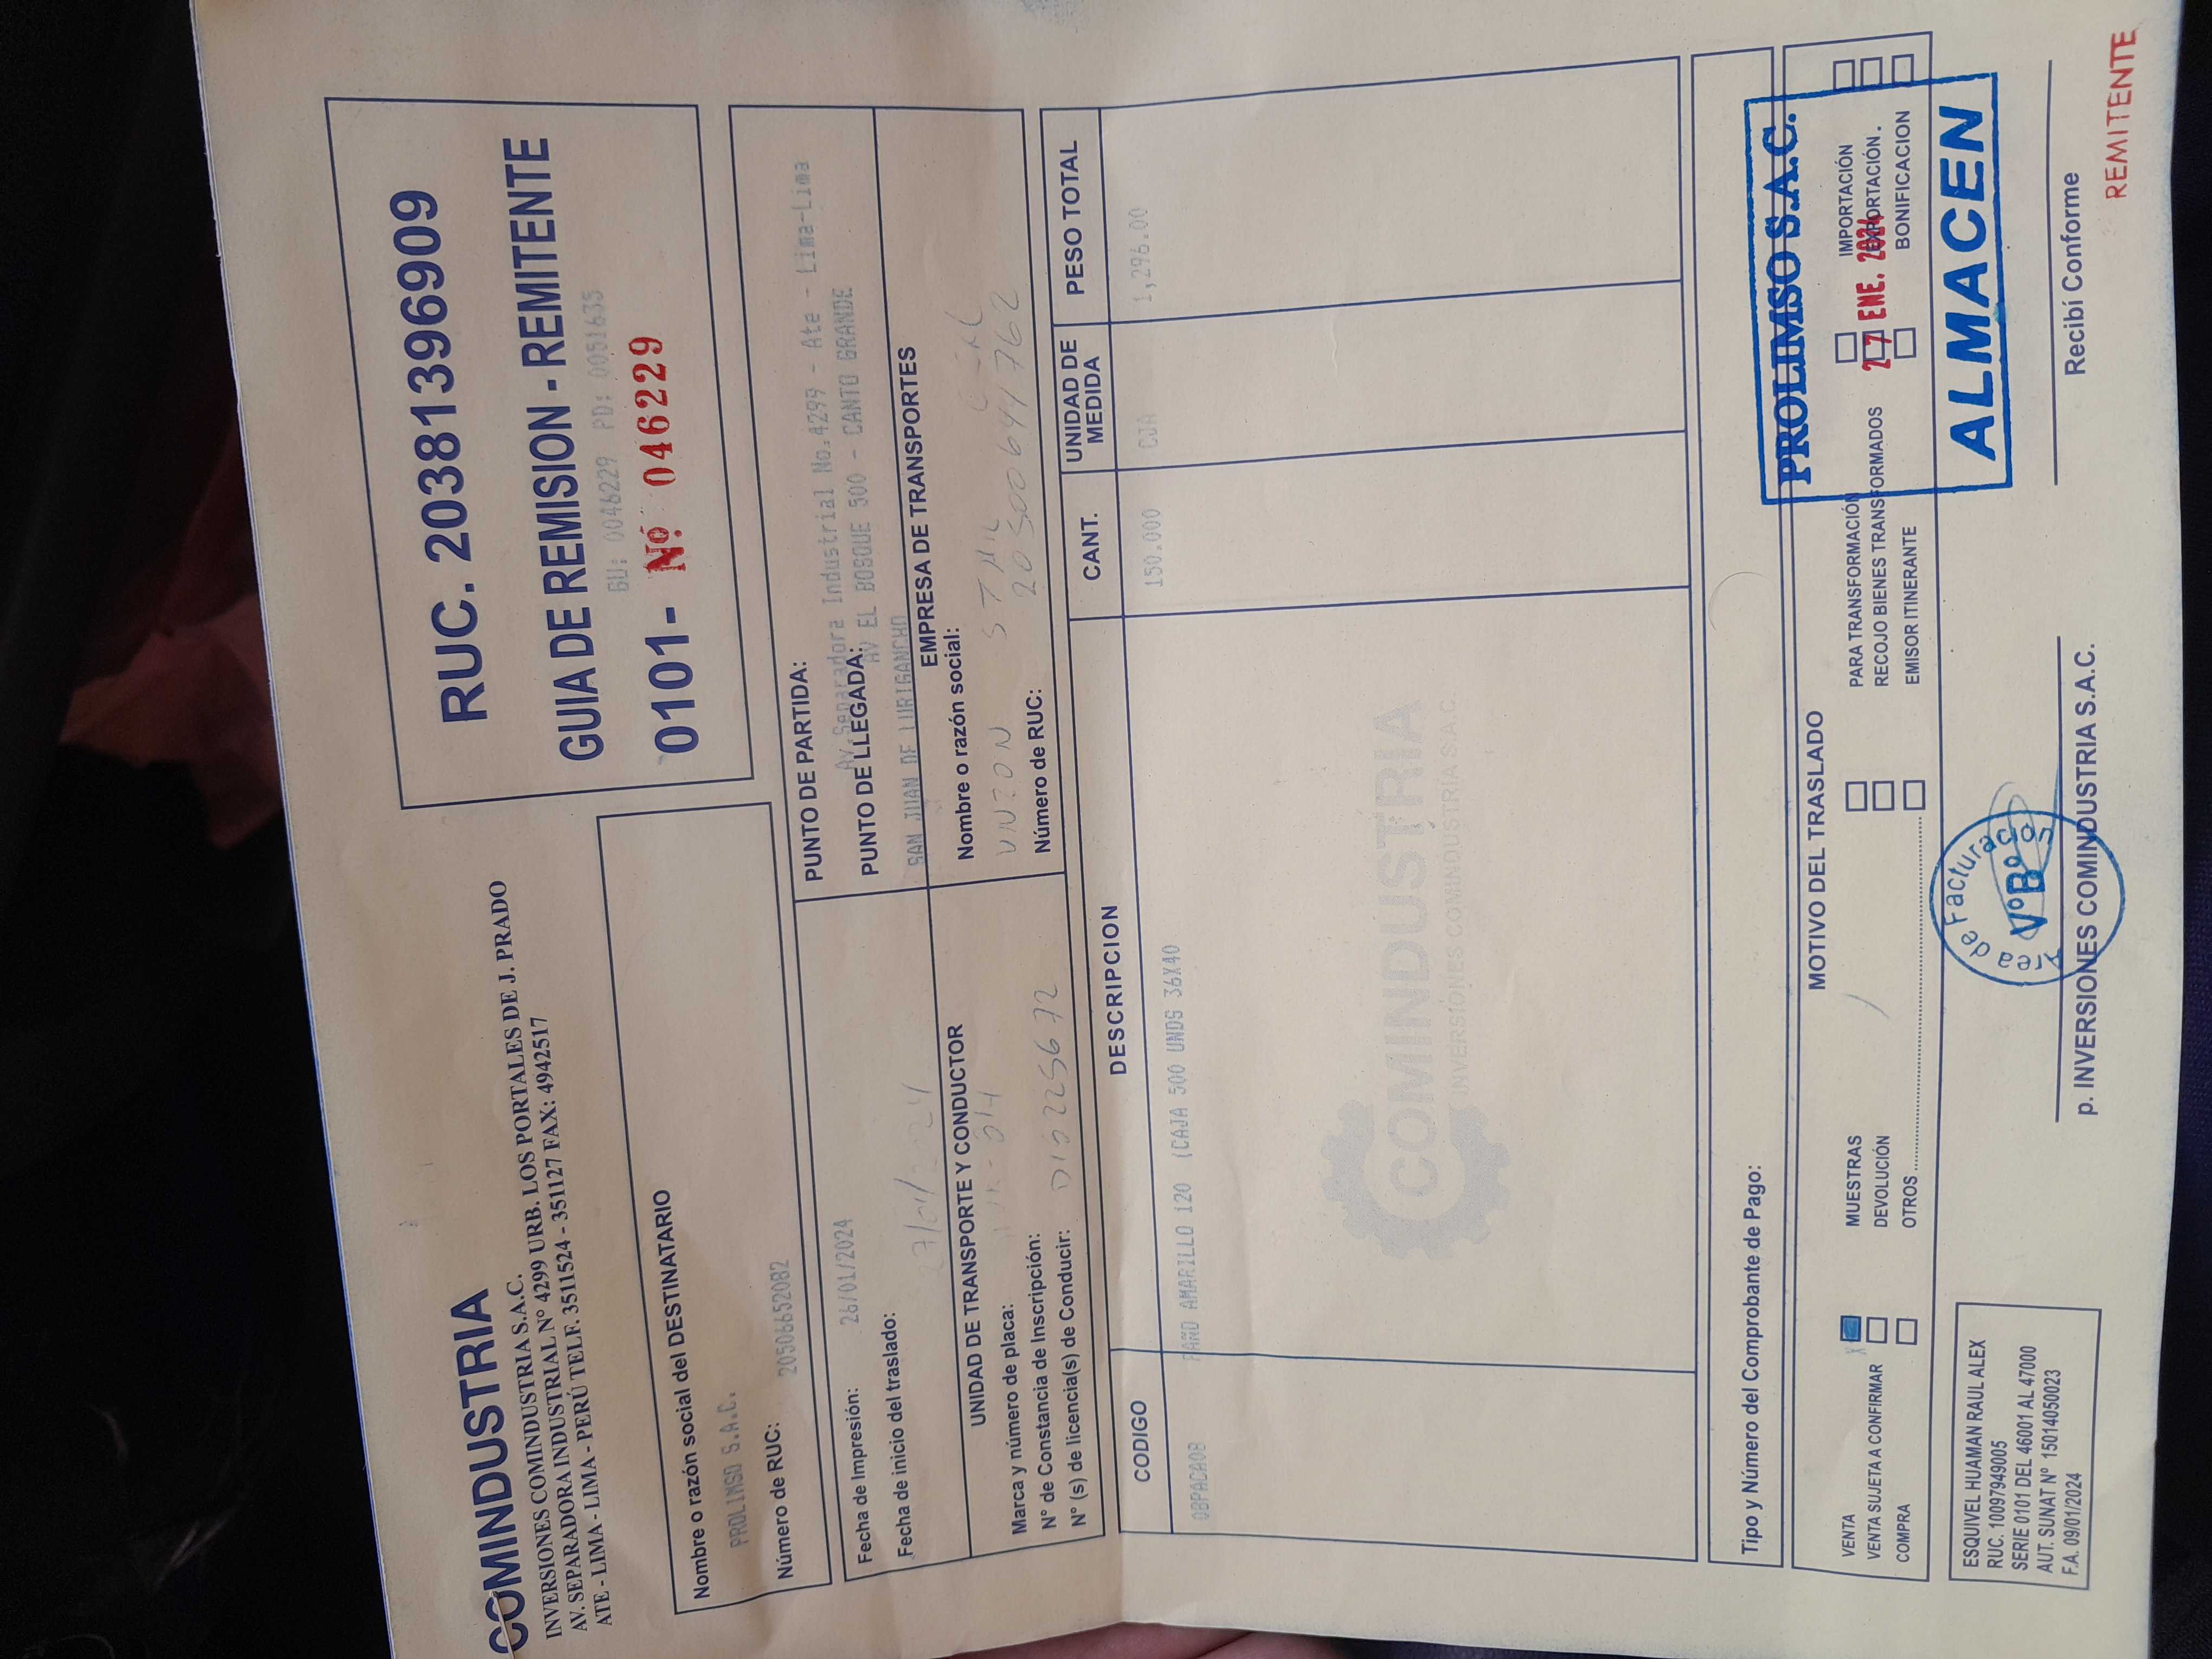 COMINDUSTRIA
INVERSIONES COMINDUSTRIA S.A.C.
AV. SEPARADORA INDUSTRIAL N° 4299 URB. LOS PORTALES DE J. PRADO
ATE - LIMA - LIMA - PERÚ TELF. 3511524 - 351127 FAX: 4942517
RUC. 20381396909
GUIA DE REMISION - REMITENTE
GU: 0046229 PD: 0051635
0101- Nº 046229
Nombre o razón social del DESTINATARIO
PROLIMSO S.A.C.
Número de RUC: 20506652082
Fecha de Impresión: 26/01/2024
Fecha de inicio del traslado:
PUNTO DE PARTIDA:
Av.Separadora Industrial No.4299 - Ate - Lima-Lima
PUNTO DE LLEGADA:
AV EL BOSQUE 500 - CANTO GRANDE
SAN JUAN DE LURIGANCHO
UNIDAD DE TRANSPORTE Y CONDUCTOR
Marca y número de placa:
N° de Constancia de Inscripción:
N° (s) de licencia(s) de Conducir:
EMPRESA DE TRANSPORTES
Nombre o razón social:
Número de RUC:
CODIGO DESCRIPCION CANT. UNIDAD DE MEDIDA PESO TOTAL
OBPACA08 PAÑO AMARILLO 120 (CAJA 500 UNDS 36X40 150.000 CJA 1,296.00
COMINDUSTRIA
INVERSIONES COMINDUSTRIA S.A.C
Tipo y Número del Comprobante de Pago:
MOTIVO DEL TRASLADO
VENTA X MUESTRAS PARA TRANSFORMACIÓN IMPORTACIÓN
VENTA SUJETA A CONFIRMAR DEVOLUCIÓN RECOJO BIENES TRANSFORMADOS EXPORTACIÓN.
COMPRA OTROS EMISOR ITINERANTE BONIFICACION
PROLIMSO S.A.C.
27 ENE. 2024
ALMACEN
ESQUIVEL HUAMAN RAUL ALEX
RUC. 10097949005
SERIE 0101 DEL 46001 AL 47000
AUT. SUNAT Nº 15014050023
F.A. 09/01/2024
Area de Facturación
V°B°
p. INVERSIONES COMINDUSTRIA S.A.C.
Recibí Conforme
REMITENTE